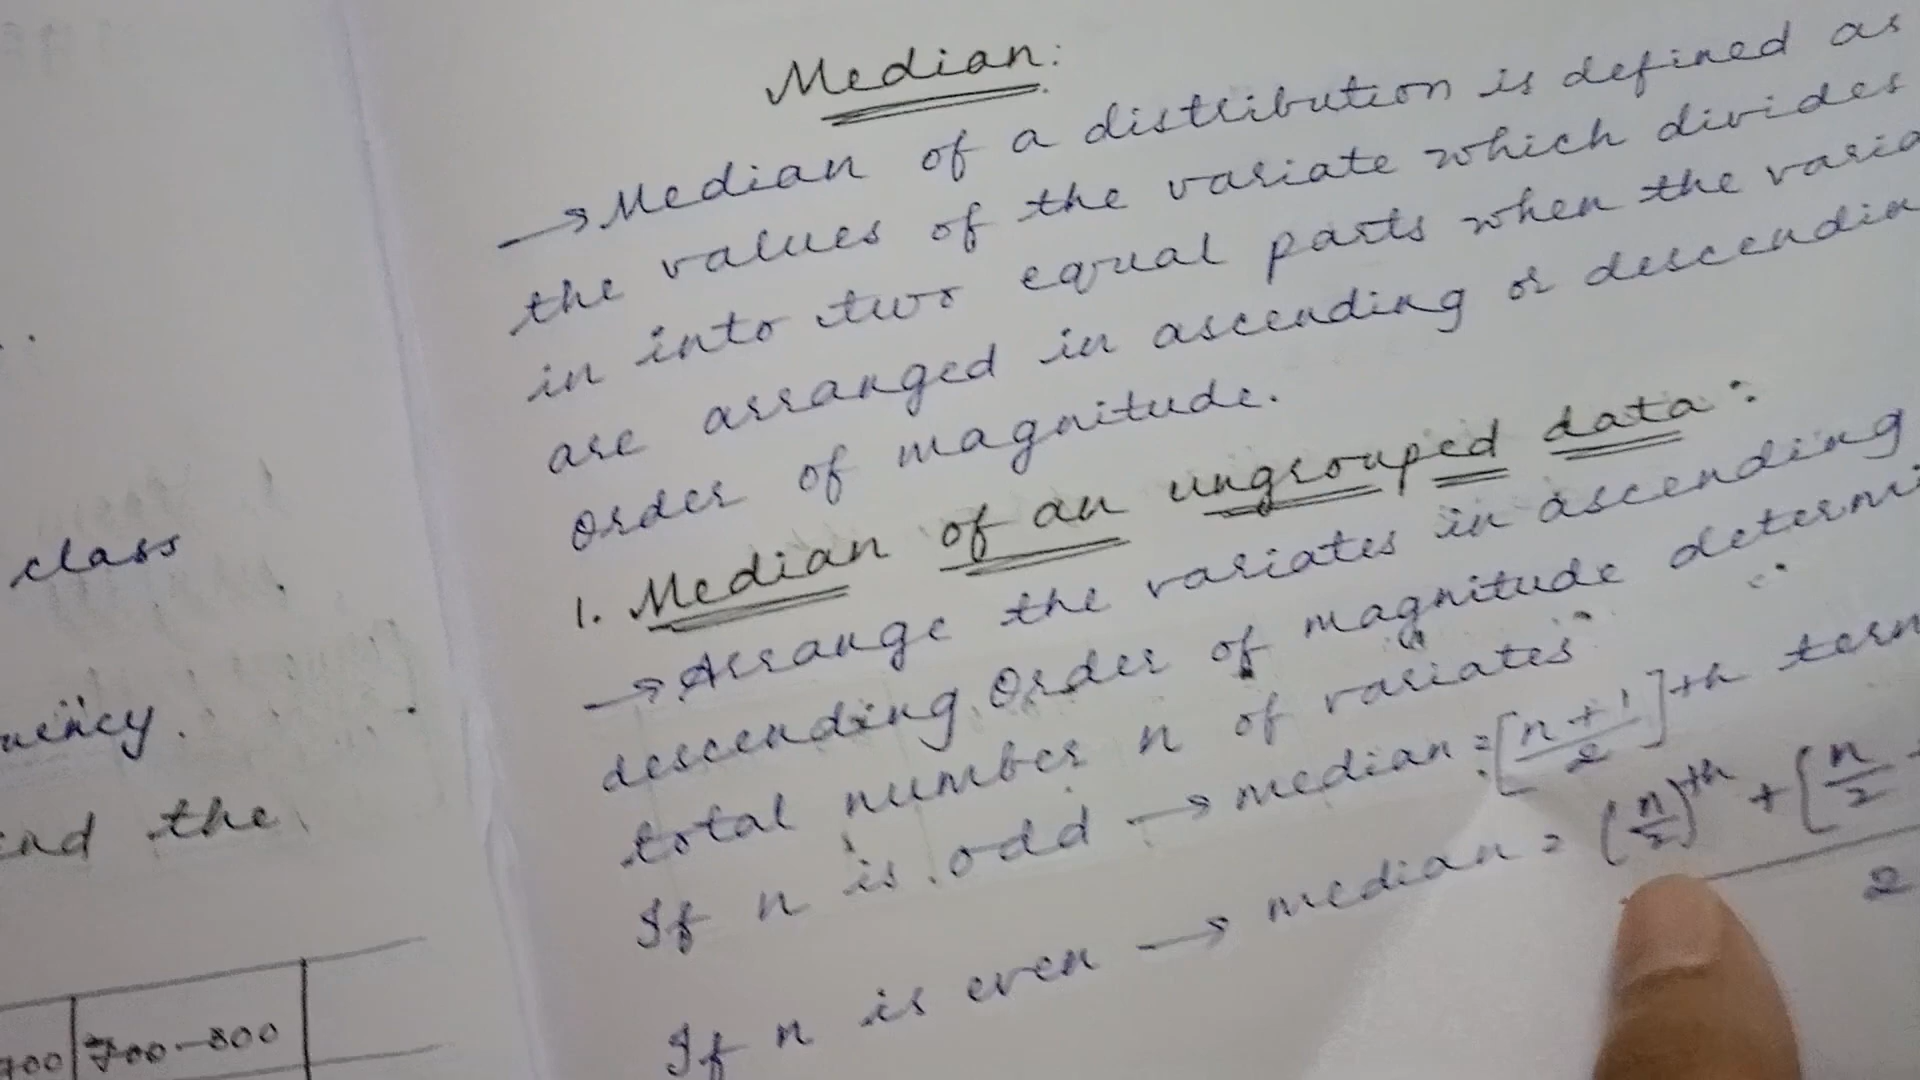 Median:
→ Median of a distribution is defined as
the values of the variate which divides
in into two equal parts when the varia
are arranged in ascending or descendin
order of magnitude.
1. Median of an ungrouped data:
→ Arrange the variates in ascending
descending order of magnitude determi
total number n of variates
If n is odd → median = [n+1/2]th term
If n is even → median = (n/2)th + [n/2 +
2
class
uency.
the
700 | 700-800